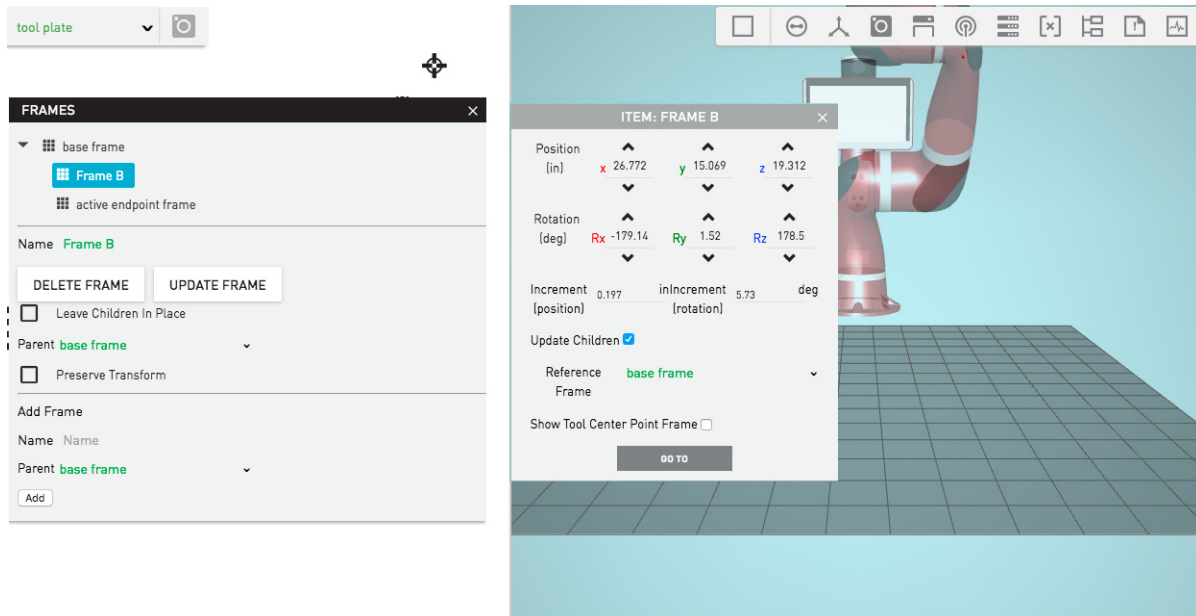 tool plate
FRAMES
base frame
Frame B
active endpoint frame
Name Frame B
DELETE FRAME UPDATE FRAME
Leave Children In Place
Parent base frame
Preserve Transform
Add Frame
Name Name
Parent base frame
Add
ITEM: FRAME B
Position
(in) x 26.772 y 15.069 z 19.312
Rotation
(deg) Rx -179.14 Ry 1.52 Rz 178.5
Increment 0.197 inIncrement 5.73 deg
(position) (rotation)
Update Children
Reference base frame
Frame
Show Tool Center Point Frame
GO TO